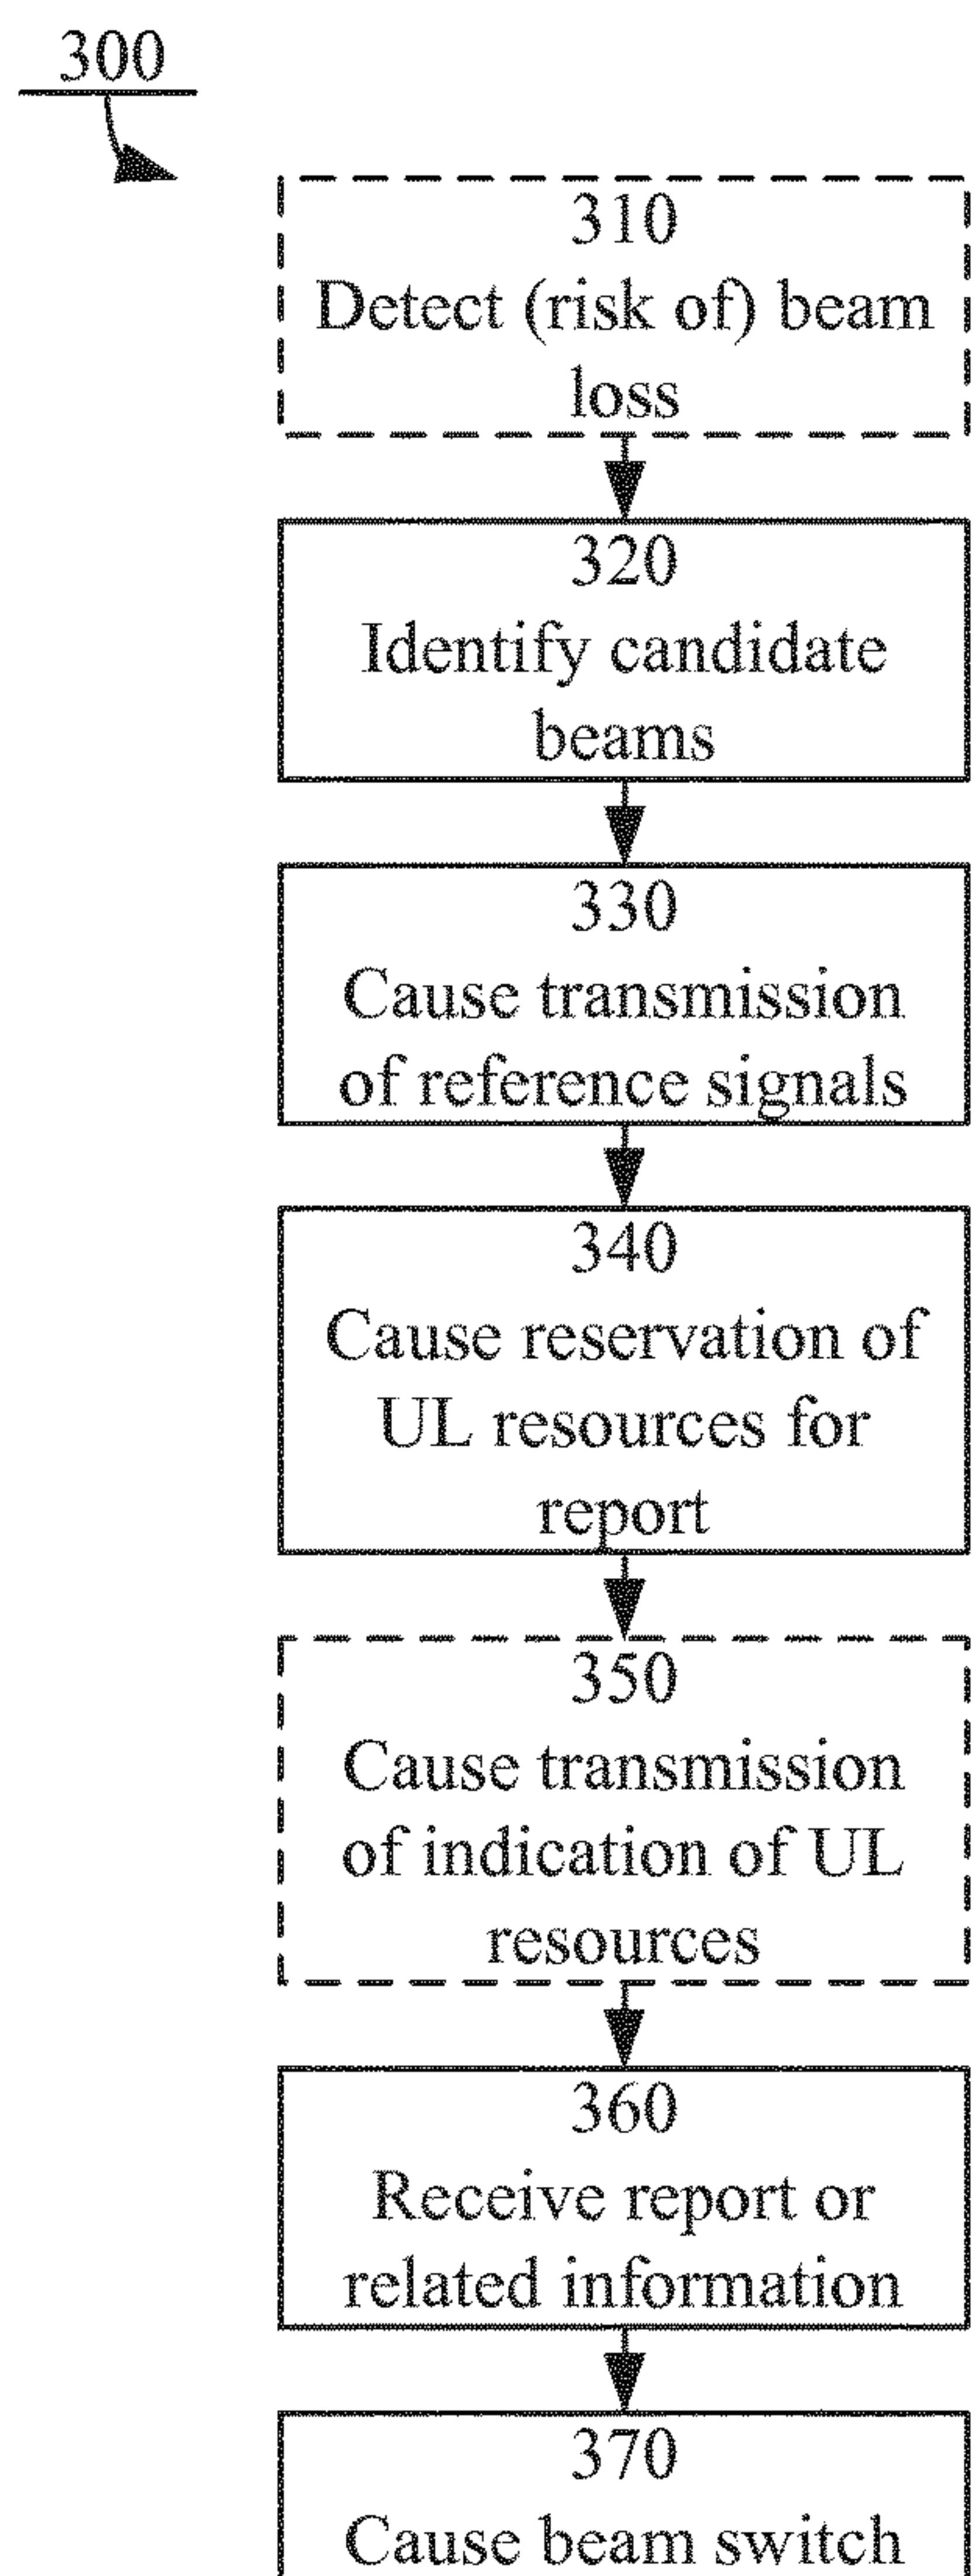 300
310
Detect (risk of) beam
loss
320
Identify candidate
beams
330
Cause transmission
of reference signals
340
Cause reservation of
UL resources for
report
350
Cause transmission
of indication of UL
resources
360
Receive report or
related information
370
Cause beam switch